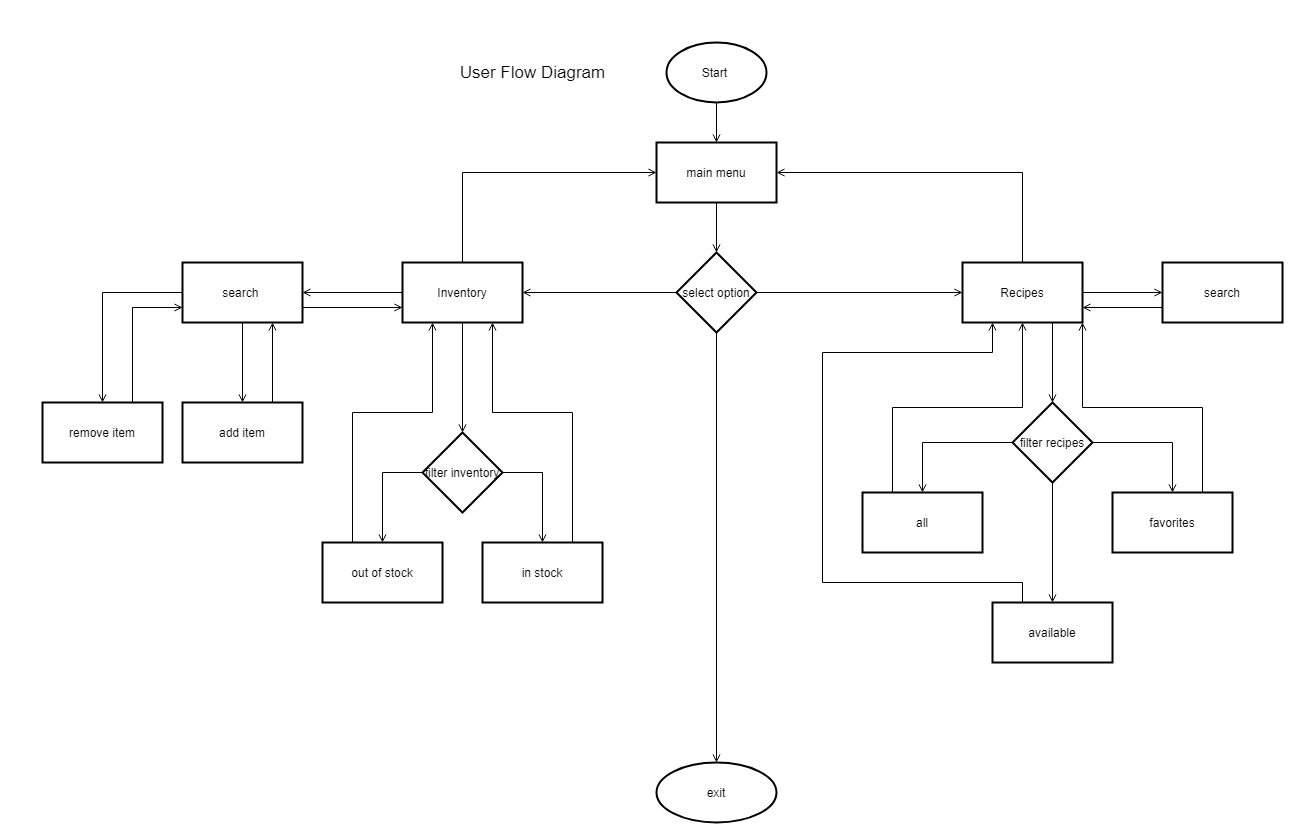 User Flow Diagram
Start
main menu
search
Inventory
select option
Recipes
search
remove item
add item
filter inventory
filter recipes
out of stock
in stock
all
favorites
available
exit